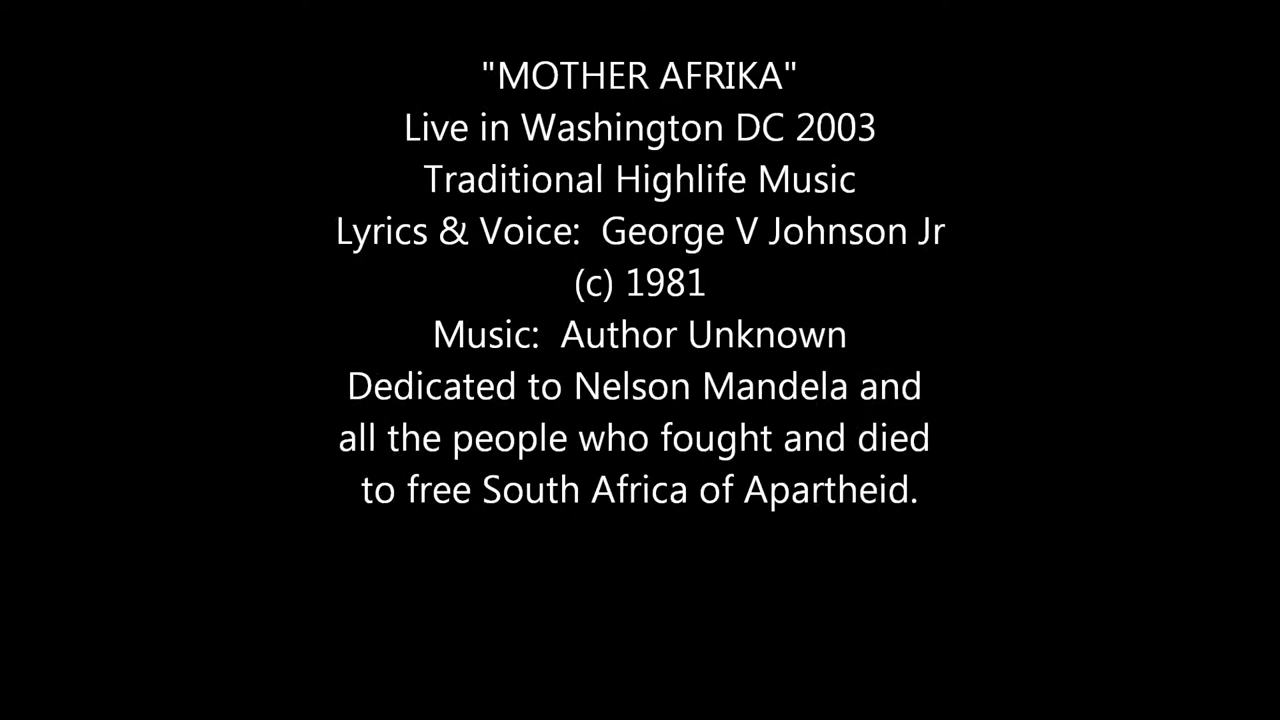 "MOTHER AFRIKA"
Live in Washington DC 2003
Traditional Highlife Music
Lyrics & Voice:  George V Johnson Jr
(c) 1981
Music:  Author Unknown
Dedicated to Nelson Mandela and
all the people who fought and died
to free South Africa of Apartheid.